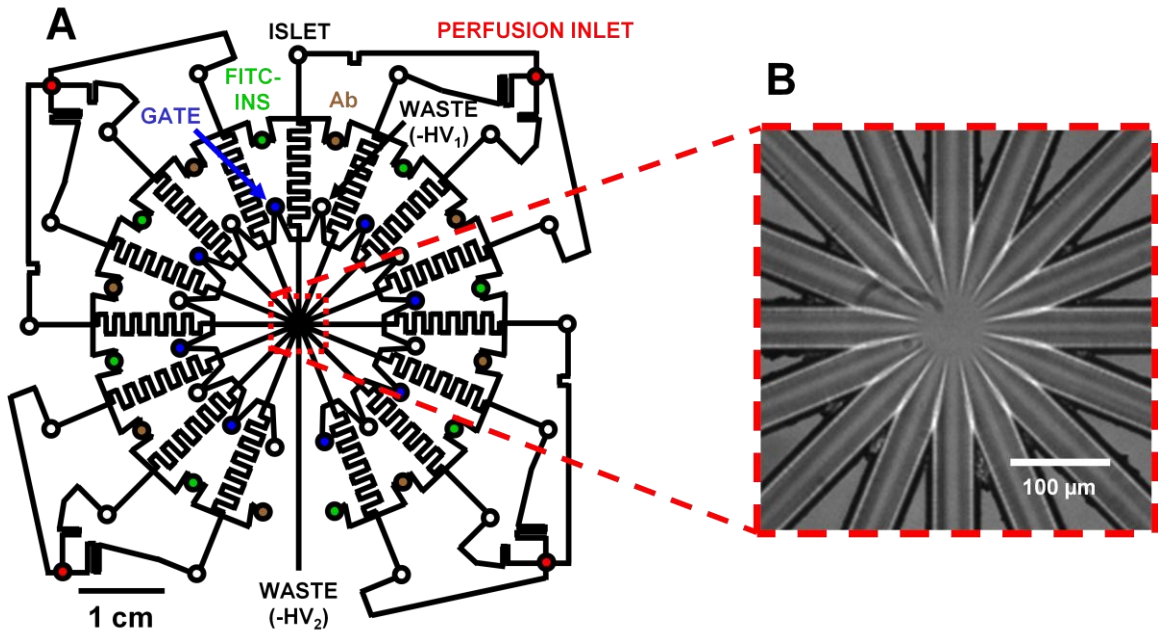 A
ISLET
PERFUSION INLET
FITC-
INS
Ab
GATE
WASTE
(-HV₁)
WASTE
(-HV₂)
1 cm
B
100 µm